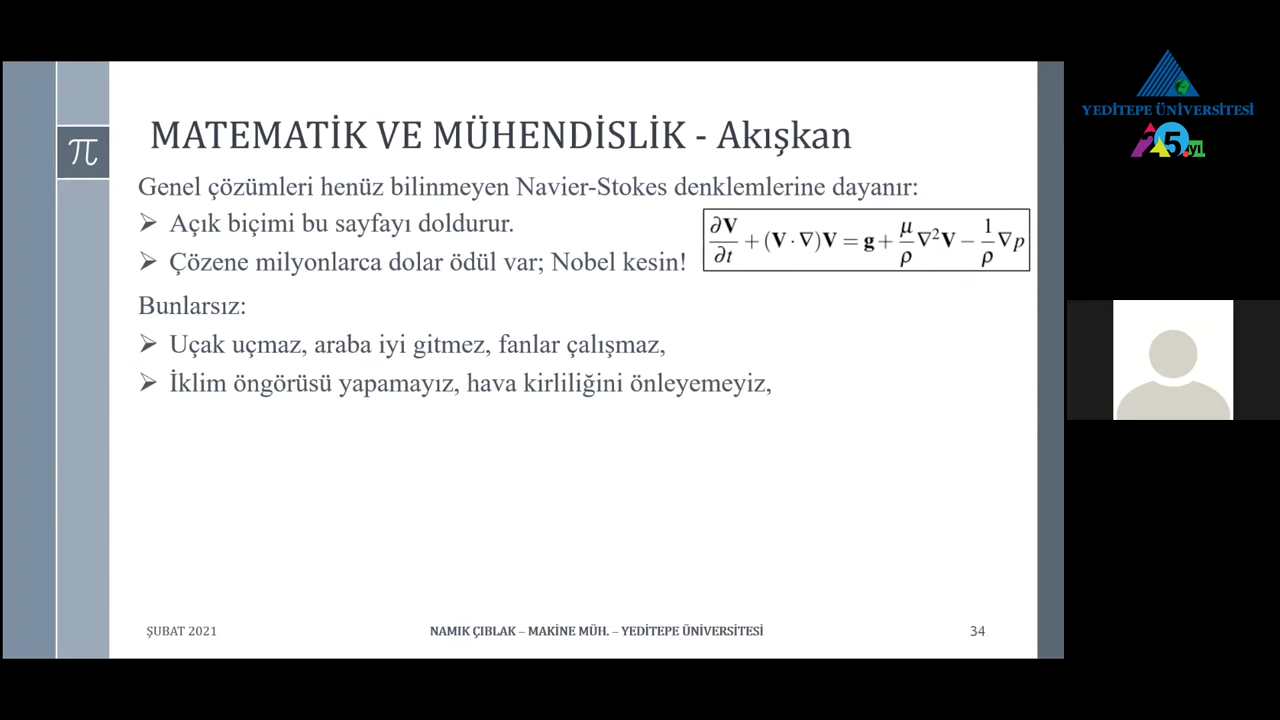 π
MATEMATİK VE MÜHENDİSLİK - Akışkan
Genel çözümleri henüz bilinmeyen Navier-Stokes denklemlerine dayanır:
➢ Açık biçimi bu sayfayı doldurur.
➢ Çözene milyonlarca dolar ödül var; Nobel kesin!
∂V/∂t + (V · ∇)V = g + μ/ρ ∇²V − 1/ρ ∇p
Bunlarsız:
➢ Uçak uçmaz, araba iyi gitmez, fanlar çalışmaz,
➢ İklim öngörüsü yapamayız, hava kirliliğini önleyemeyiz,
ŞUBAT 2021
NAMIK ÇIBLAK – MAKİNE MÜH. – YEDİTEPE ÜNİVERSİTESİ
34
YEDİTEPE ÜNİVERSİTESİ
25.yıl